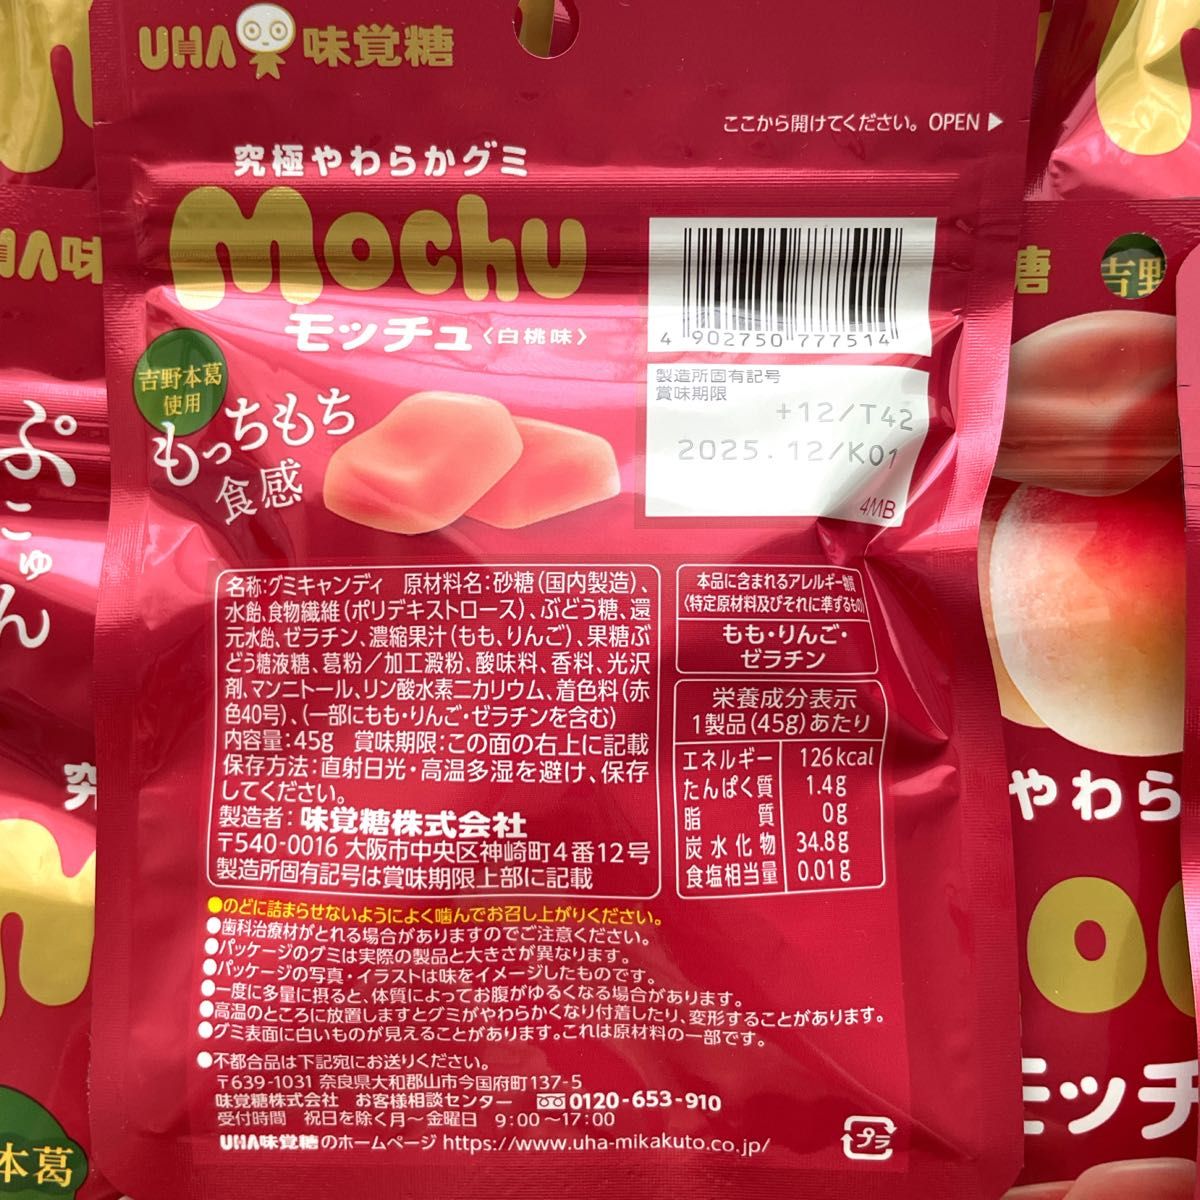 UHA 味覚糖
ここから開けてください。OPEN ▶
究極やわらかグミ
Mochu
モッチュ〈白桃味〉
吉野本葛
使用
もっちもち
食感
4 902750 777514
製造所固有記号
賞味期限
+12/T42
2025.12/K01
4MB
名称:グミキャンディ 原材料名:砂糖(国内製造)、
水飴、食物繊維(ポリデキストロース)、ぶどう糖、還
元水飴、ゼラチン、濃縮果汁(もも、りんご)、果糖ぶ
どう糖液糖、葛粉/加工澱粉、酸味料、香料、光沢
剤、マンニトール、リン酸水素二カリウム、着色料(赤
色40号)、(一部にもも・りんご・ゼラチンを含む)
内容量:45g 賞味期限:この面の右上に記載
保存方法:直射日光・高温多湿を避け、保存
してください。
製造者:味覚糖株式会社
〒540-0016 大阪市中央区神崎町4番12号
製造所固有記号は賞味期限上部に記載
本品に含まれるアレルギー物質
(特定原材料及びそれに準ずるもの)
もも・りんご・
ゼラチン
栄養成分表示
1製品(45g)あたり
エネルギー 126kcal
たんぱく質 1.4g
脂質 0g
炭水化物 34.8g
食塩相当量 0.01g
●のどに詰まらせないようによく噛んでお召し上がりください。
●歯科治療材がとれる場合がありますのでご注意ください。
●パッケージのグミは実際の製品と大きさが異なります。
●パッケージの写真・イラストは味をイメージしたものです。
●一度に多量に摂ると、体質によってお腹がゆるくなる場合があります。
●高温のところに放置しますとグミがやわらかくなり付着したり、変形することがあります。
●グミ表面に白いものが見えることがあります。これは原材料の一部です。
●不都合品は下記宛にお送りください。
〒639-1031 奈良県大和郡山市今国府町137-5
味覚糖株式会社 お客様相談センター 0120-653-910
受付時間 祝日を除く月〜金曜日 9:00〜17:00
UHA味覚糖のホームページ https://www.uha-mikakuto.co.jp/
プラ
UHA味
ぷにゅん
究
本葛
糖
吉野
やわら
モッチ